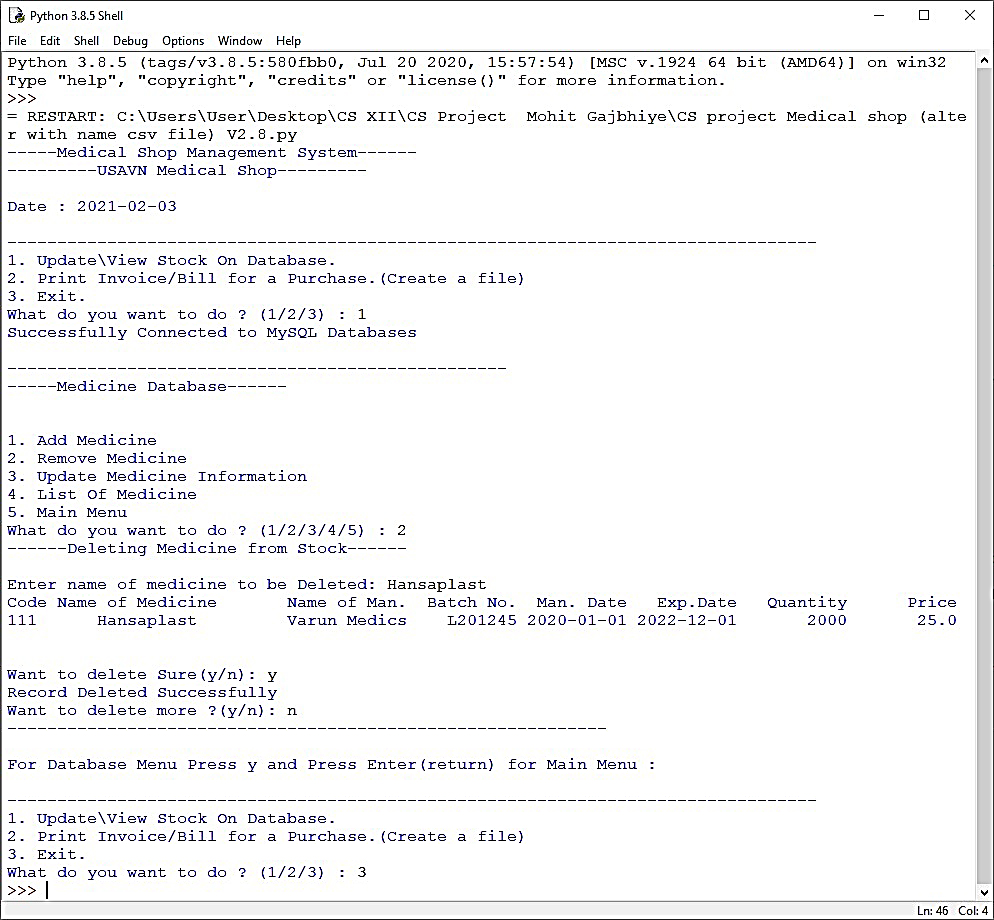 Python 3.8.5 Shell
File Edit Shell Debug Options Window Help
Python 3.8.5 (tags/v3.8.5:580fbb0, Jul 20 2020, 15:57:54) [MSC v.1924 64 bit (AMD64)] on win32
Type "help", "copyright", "credits" or "license()" for more information.
>>>
= RESTART: C:\Users\User\Desktop\CS XII\CS Project  Mohit Gajbhiye\CS project Medical shop (alte
r with name csv file) V2.8.py
-----Medical Shop Management System------
---------USAVN Medical Shop---------
Date : 2021-02-03
---------------------------------------------------------------------------------
1. Update\View Stock On Database.
2. Print Invoice/Bill for a Purchase.(Create a file)
3. Exit.
What do you want to do ? (1/2/3) : 1
Successfully Connected to MySQL Databases
--------------------------------------------------
-----Medicine Database------
1. Add Medicine
2. Remove Medicine
3. Update Medicine Information
4. List Of Medicine
5. Main Menu
What do you want to do ? (1/2/3/4/5) : 2
------Deleting Medicine from Stock------
Enter name of medicine to be Deleted: Hansaplast
Code Name of Medicine       Name of Man.  Batch No.  Man. Date   Exp.Date   Quantity      Price
111      Hansaplast         Varun Medics    L201245 2020-01-01 2022-12-01       2000       25.0
Want to delete Sure(y/n): y
Record Deleted Successfully
Want to delete more ?(y/n): n
------------------------------------------------------------
For Database Menu Press y and Press Enter(return) for Main Menu :
---------------------------------------------------------------------------------
1. Update\View Stock On Database.
2. Print Invoice/Bill for a Purchase.(Create a file)
3. Exit.
What do you want to do ? (1/2/3) : 3
>>>
Ln: 46 Col: 4